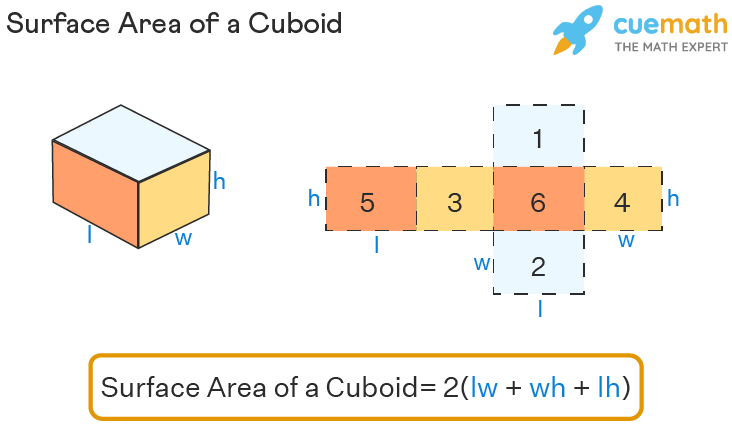 Surface Area of a Cuboid
cuemath
THE MATH EXPERT
1
h
h
5
3
6
4
h
l
w
l
w
w
2
l
Surface Area of a Cuboid= 2(lw + wh + lh)